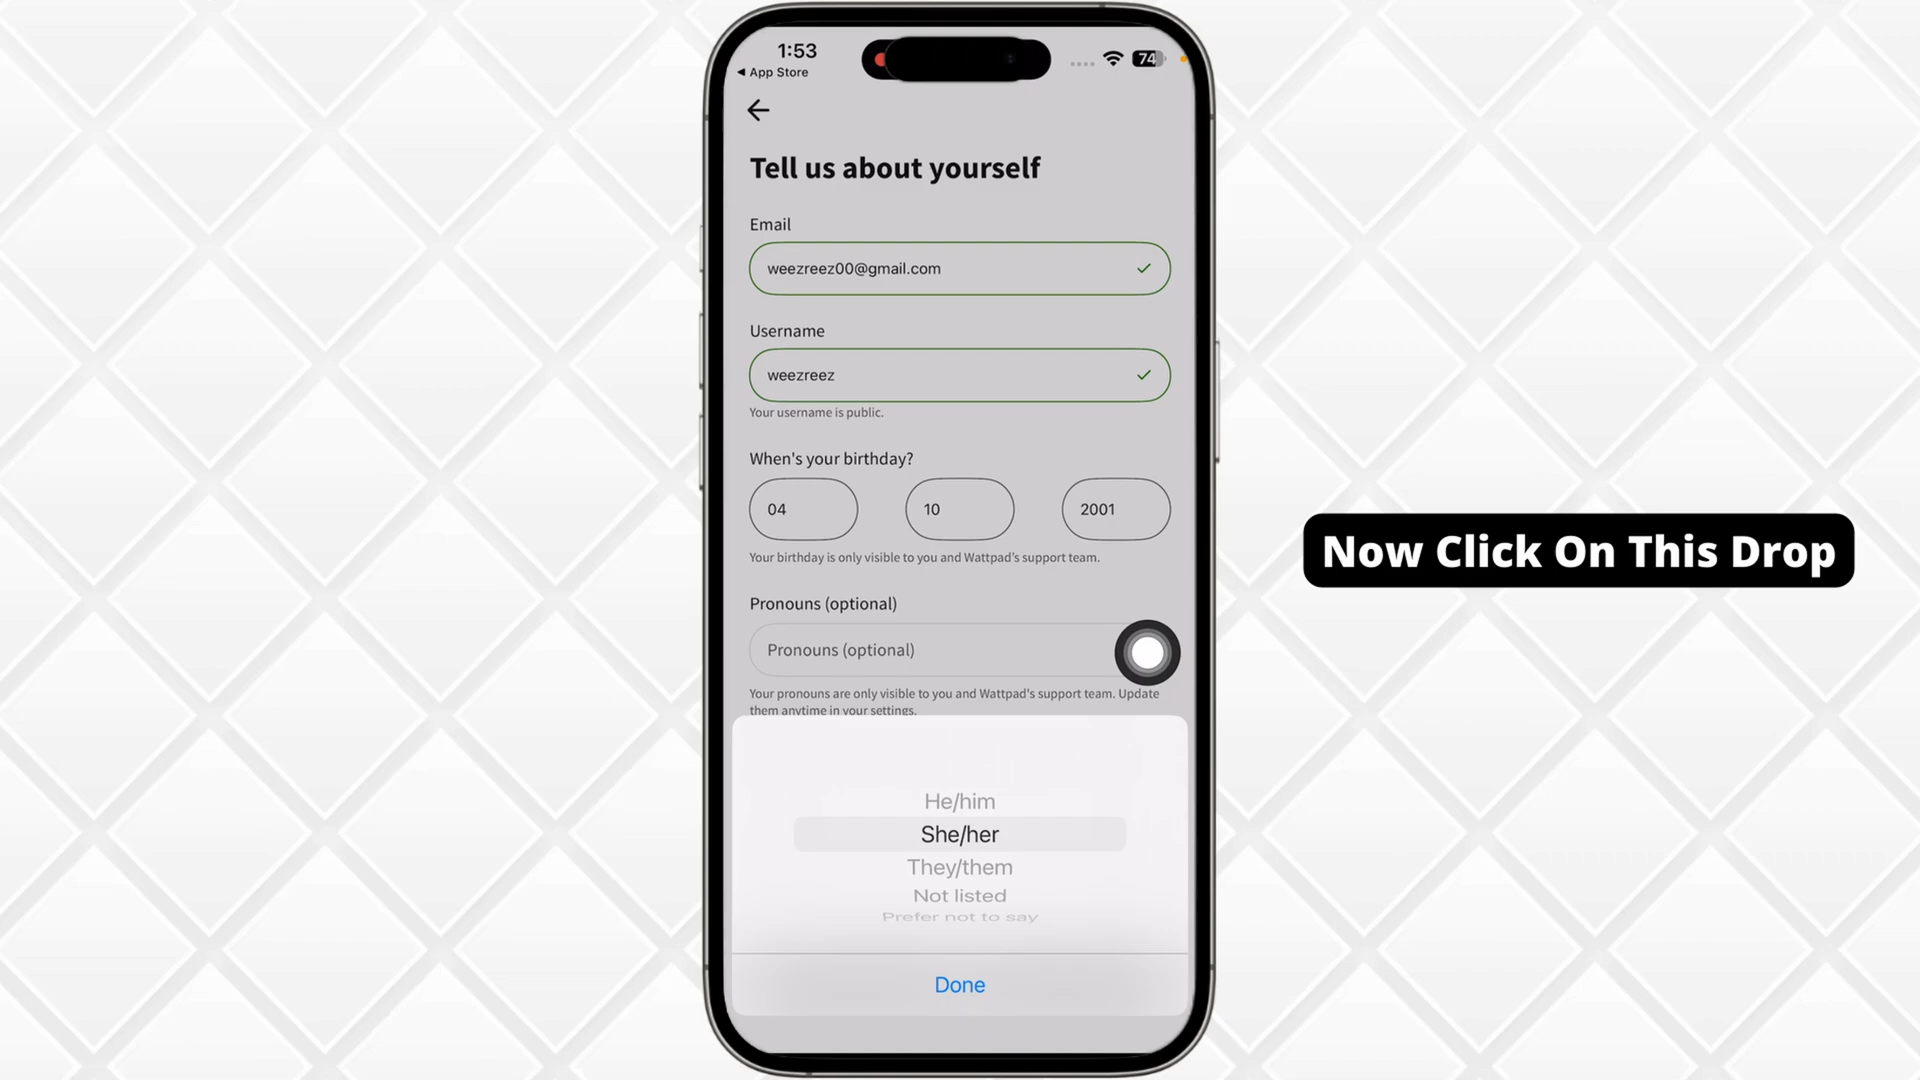 1:53
74
◀ App Store
Tell us about yourself
Email
weezreez00@gmail.com
Username
weezreez
Your username is public.
When's your birthday?
04 10 2001
Your birthday is only visible to you and Wattpad's support team.
Now Click On This Drop
Pronouns (optional)
Pronouns (optional)
Your pronouns are only visible to you and Wattpad's support team. Update
them anytime in your settings.
He/him
She/her
They/them
Not listed
Prefer not to say
Done